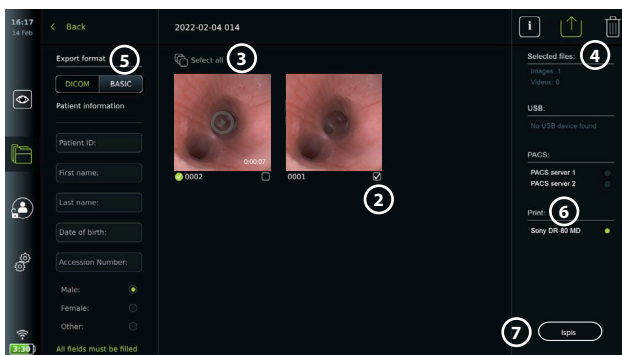 16:17
14 Feb
Back
2022-02-04 014
i
Export format
5
DICOM
BASIC
Patient information
Patient ID:
First name:
Last name:
Date of birth:
Accession Number:
Male:
Female:
Other:
All fields must be filled
3:30
Select all
3
0:00:07
0002
0001
2
Selected files:
4
Images: 1
Videos: 0
USB:
No USB device found
PACS:
PACS server 1
PACS server 2
Print:
6
Sony DR-80 MD
7
Ispis